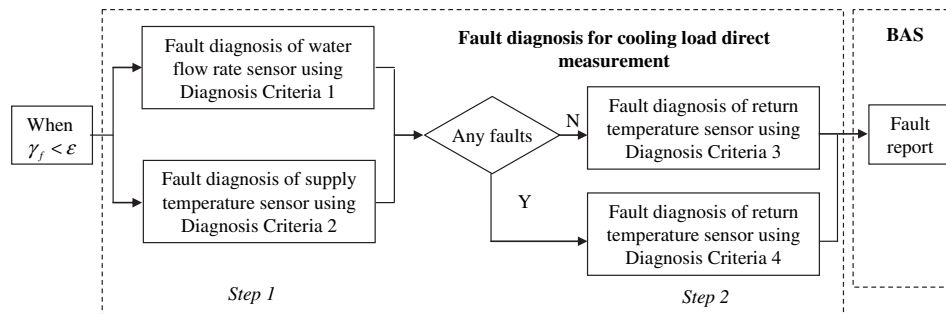 Fault diagnosis of water
flow rate sensor using
Diagnosis Criteria 1
Fault diagnosis for cooling load direct
measurement
BAS
When
γ_f < ε
Any faults
N
Fault diagnosis of return
temperature sensor using
Diagnosis Criteria 3
Fault
report
Fault diagnosis of supply
temperature sensor using
Diagnosis Criteria 2
Y
Fault diagnosis of return
temperature sensor using
Diagnosis Criteria 4
Step 1
Step 2